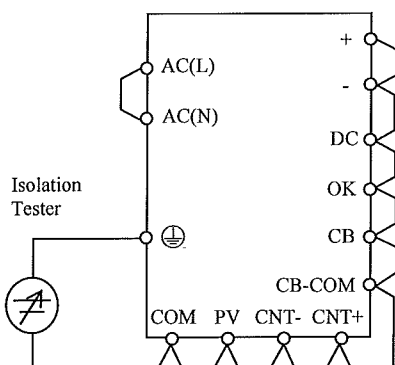 +
AC(L)
-
AC(N)
DC
Isolation
Tester
OK
CB
CB-COM
COM PV CNT- CNT+